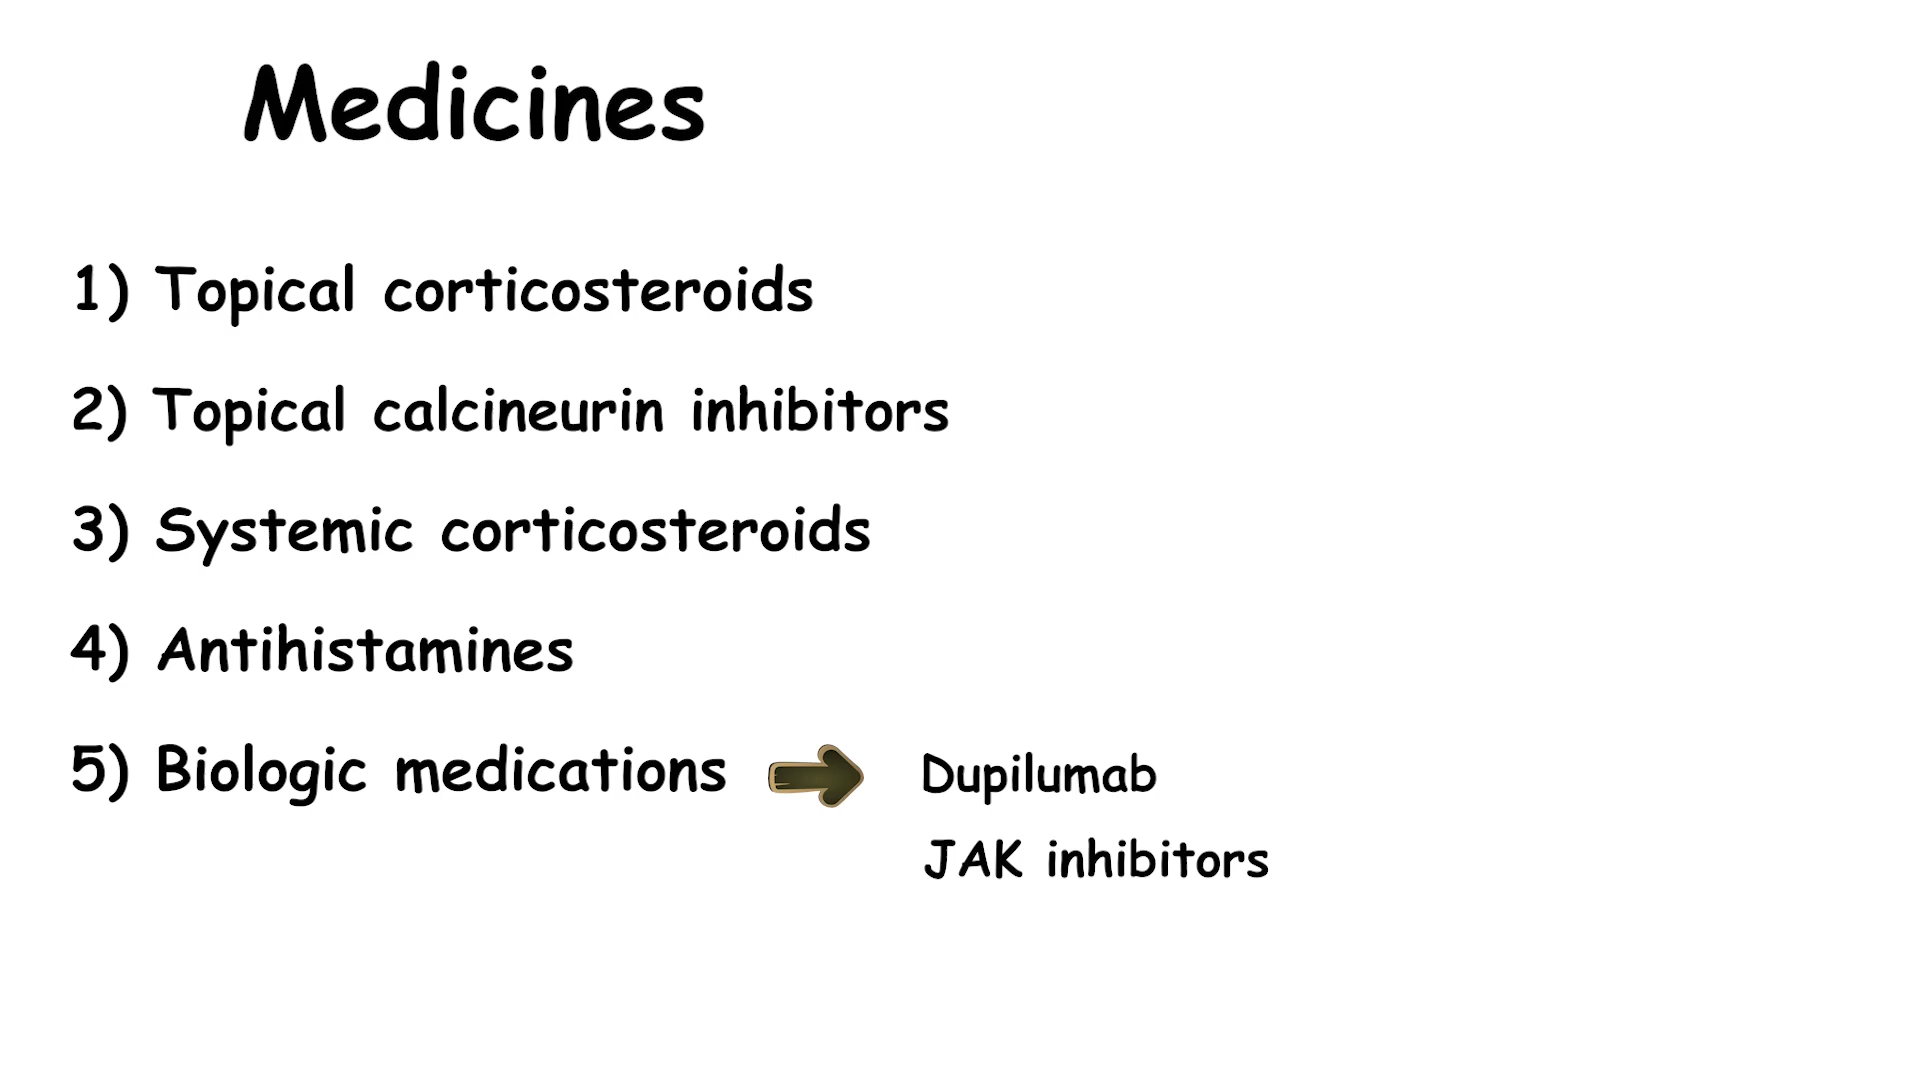 Medicines
1) Topical corticosteroids
2) Topical calcineurin inhibitors
3) Systemic corticosteroids
4) Antihistamines
5) Biologic medications Dupilumab
JAK inhibitors